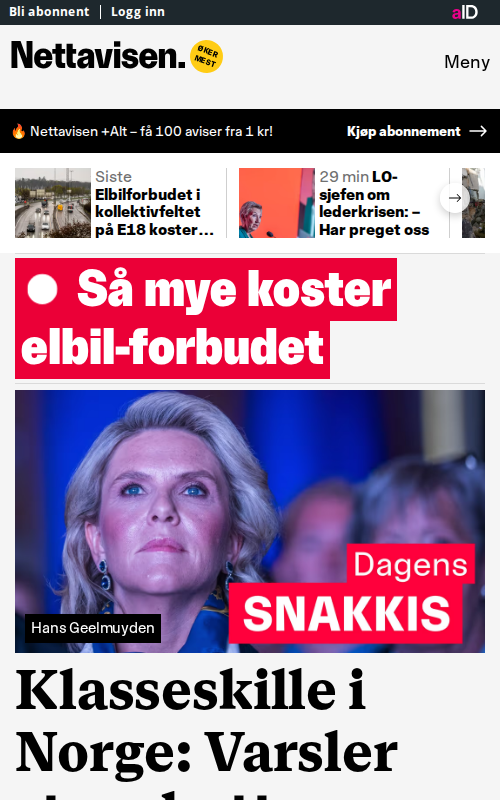 Bli abonnent | Logg inn
aID
Nettavisen.
ØKER
MEST
Meny
🔥 Nettavisen +Alt – få 100 aviser fra 1 kr!
Kjøp abonnement →
Siste
Elbilforbudet i
kollektivfeltet
på E18 koster…
29 min LO-
sjefen om
lederkrisen: –
Har preget oss
Så mye koster
elbil-forbudet
Dagens
SNAKKIS
Hans Geelmuyden
Klasseskille i
Norge: Varsler